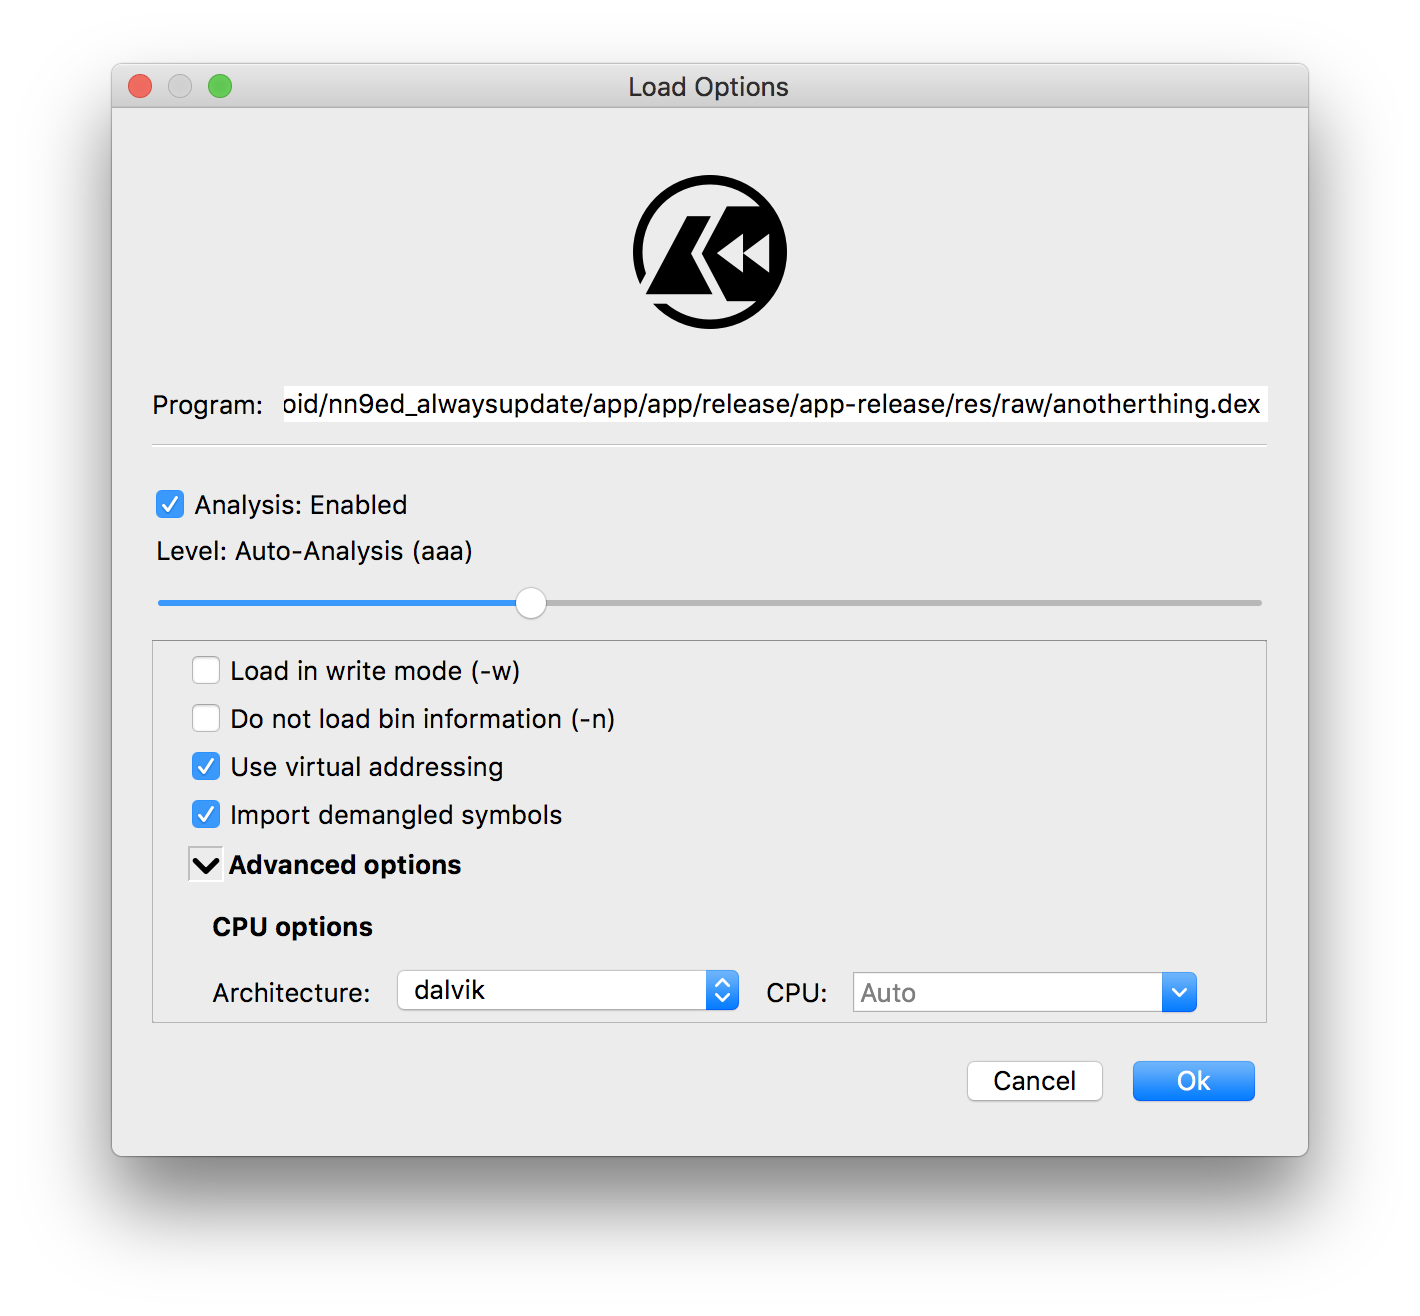 Load Options
Program: oid/nn9ed_alwaysupdate/app/app/release/app-release/res/raw/anotherthing.dex
Analysis: Enabled
Level: Auto-Analysis (aaa)
Load in write mode (-w)
Do not load bin information (-n)
Use virtual addressing
Import demangled symbols
Advanced options
CPU options
Architecture: dalvik CPU: Auto
Cancel Ok